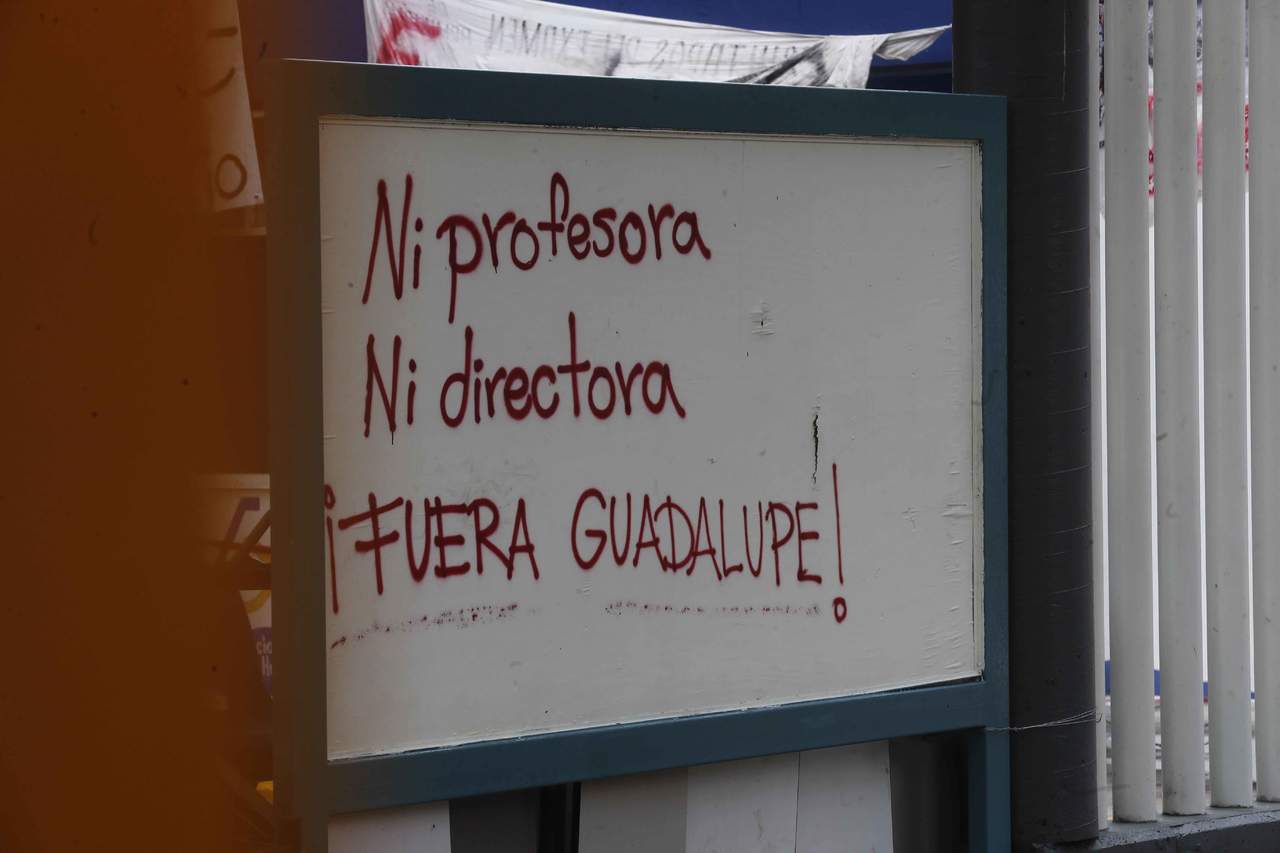 Ni profesora
Ni directora
¡FUERA GUADALUPE!